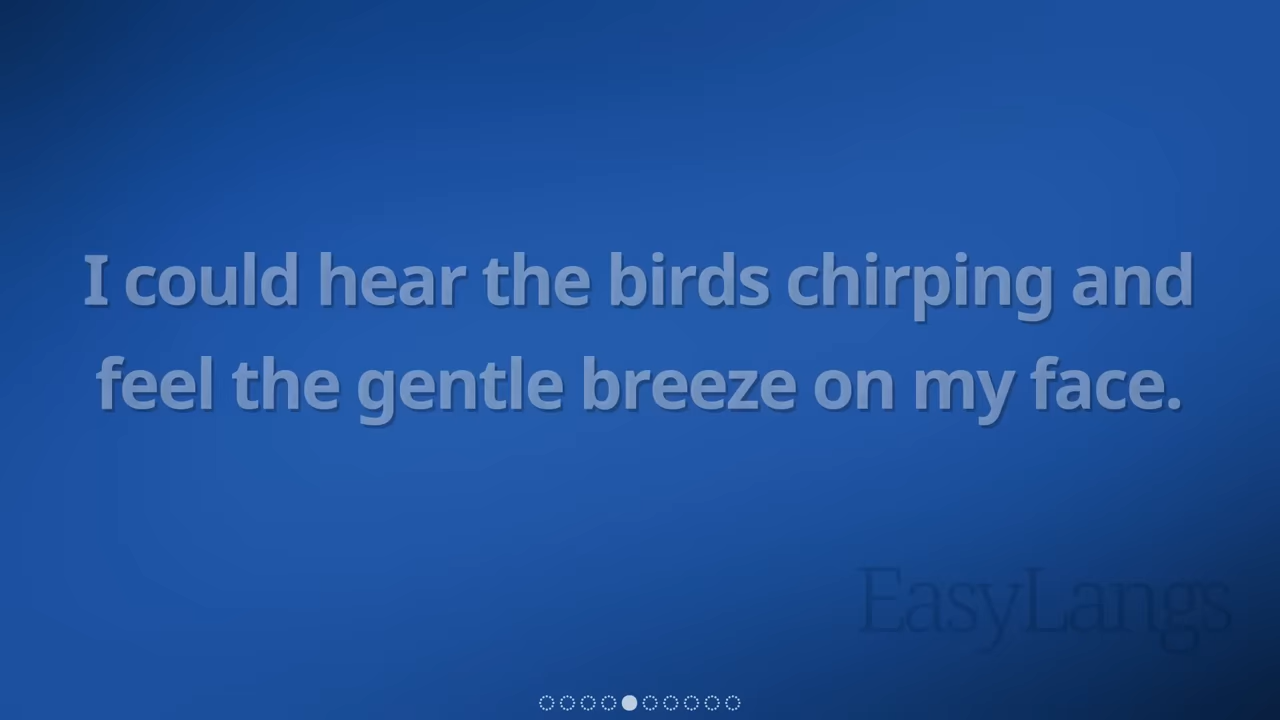 I could hear the birds chirping and
feel the gentle breeze on my face.
EasyLangs